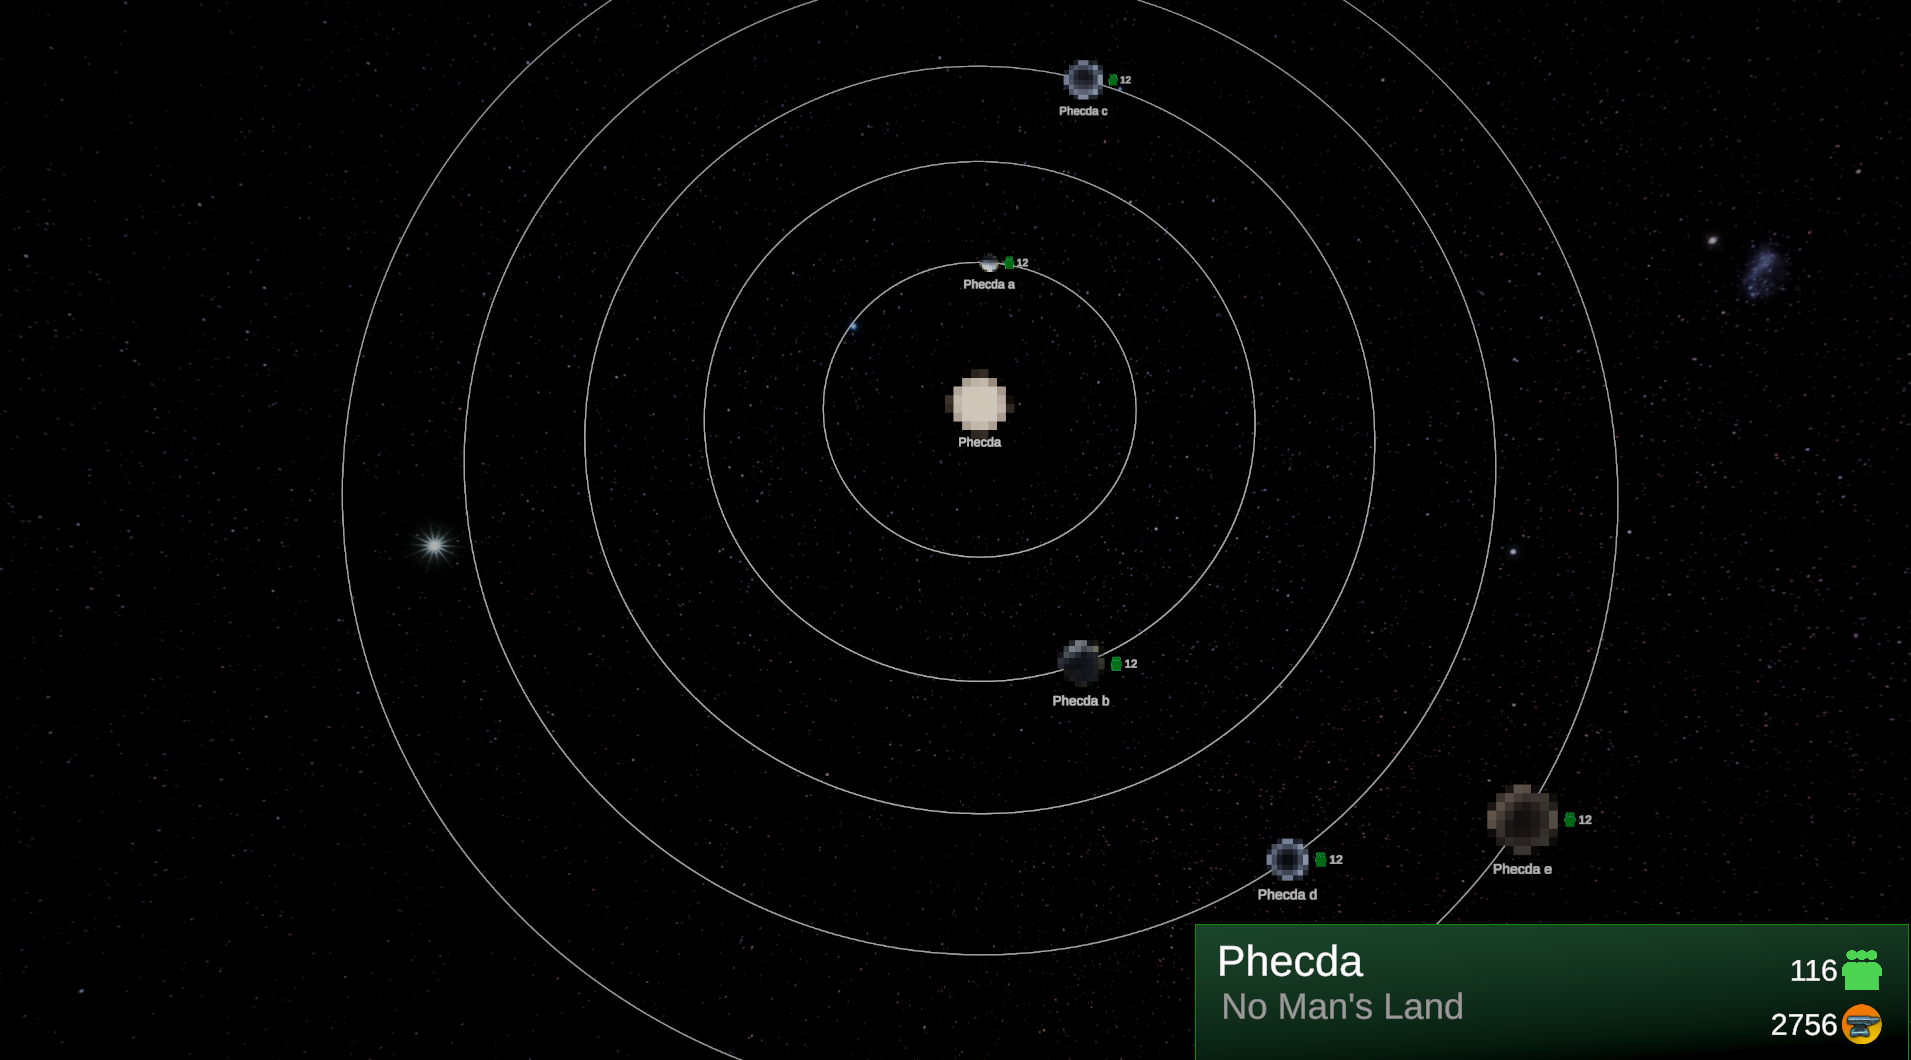 12
Phecda c
12
Phecda a
Phecda
12
Phecda b
12
Phecda e
12
Phecda d
Phecda
116
No Man's Land
2756